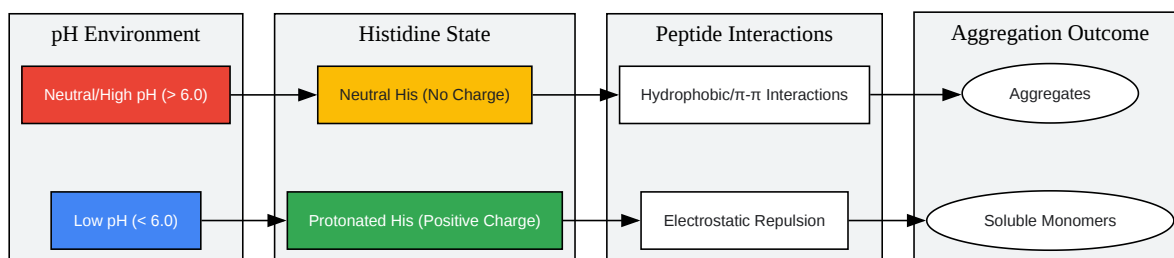 pH Environment
Histidine State
Peptide Interactions
Aggregation Outcome
Neutral/High pH (> 6.0)
Neutral His (No Charge)
Hydrophobic/π-π Interactions
Aggregates
Low pH (< 6.0)
Protonated His (Positive Charge)
Electrostatic Repulsion
Soluble Monomers